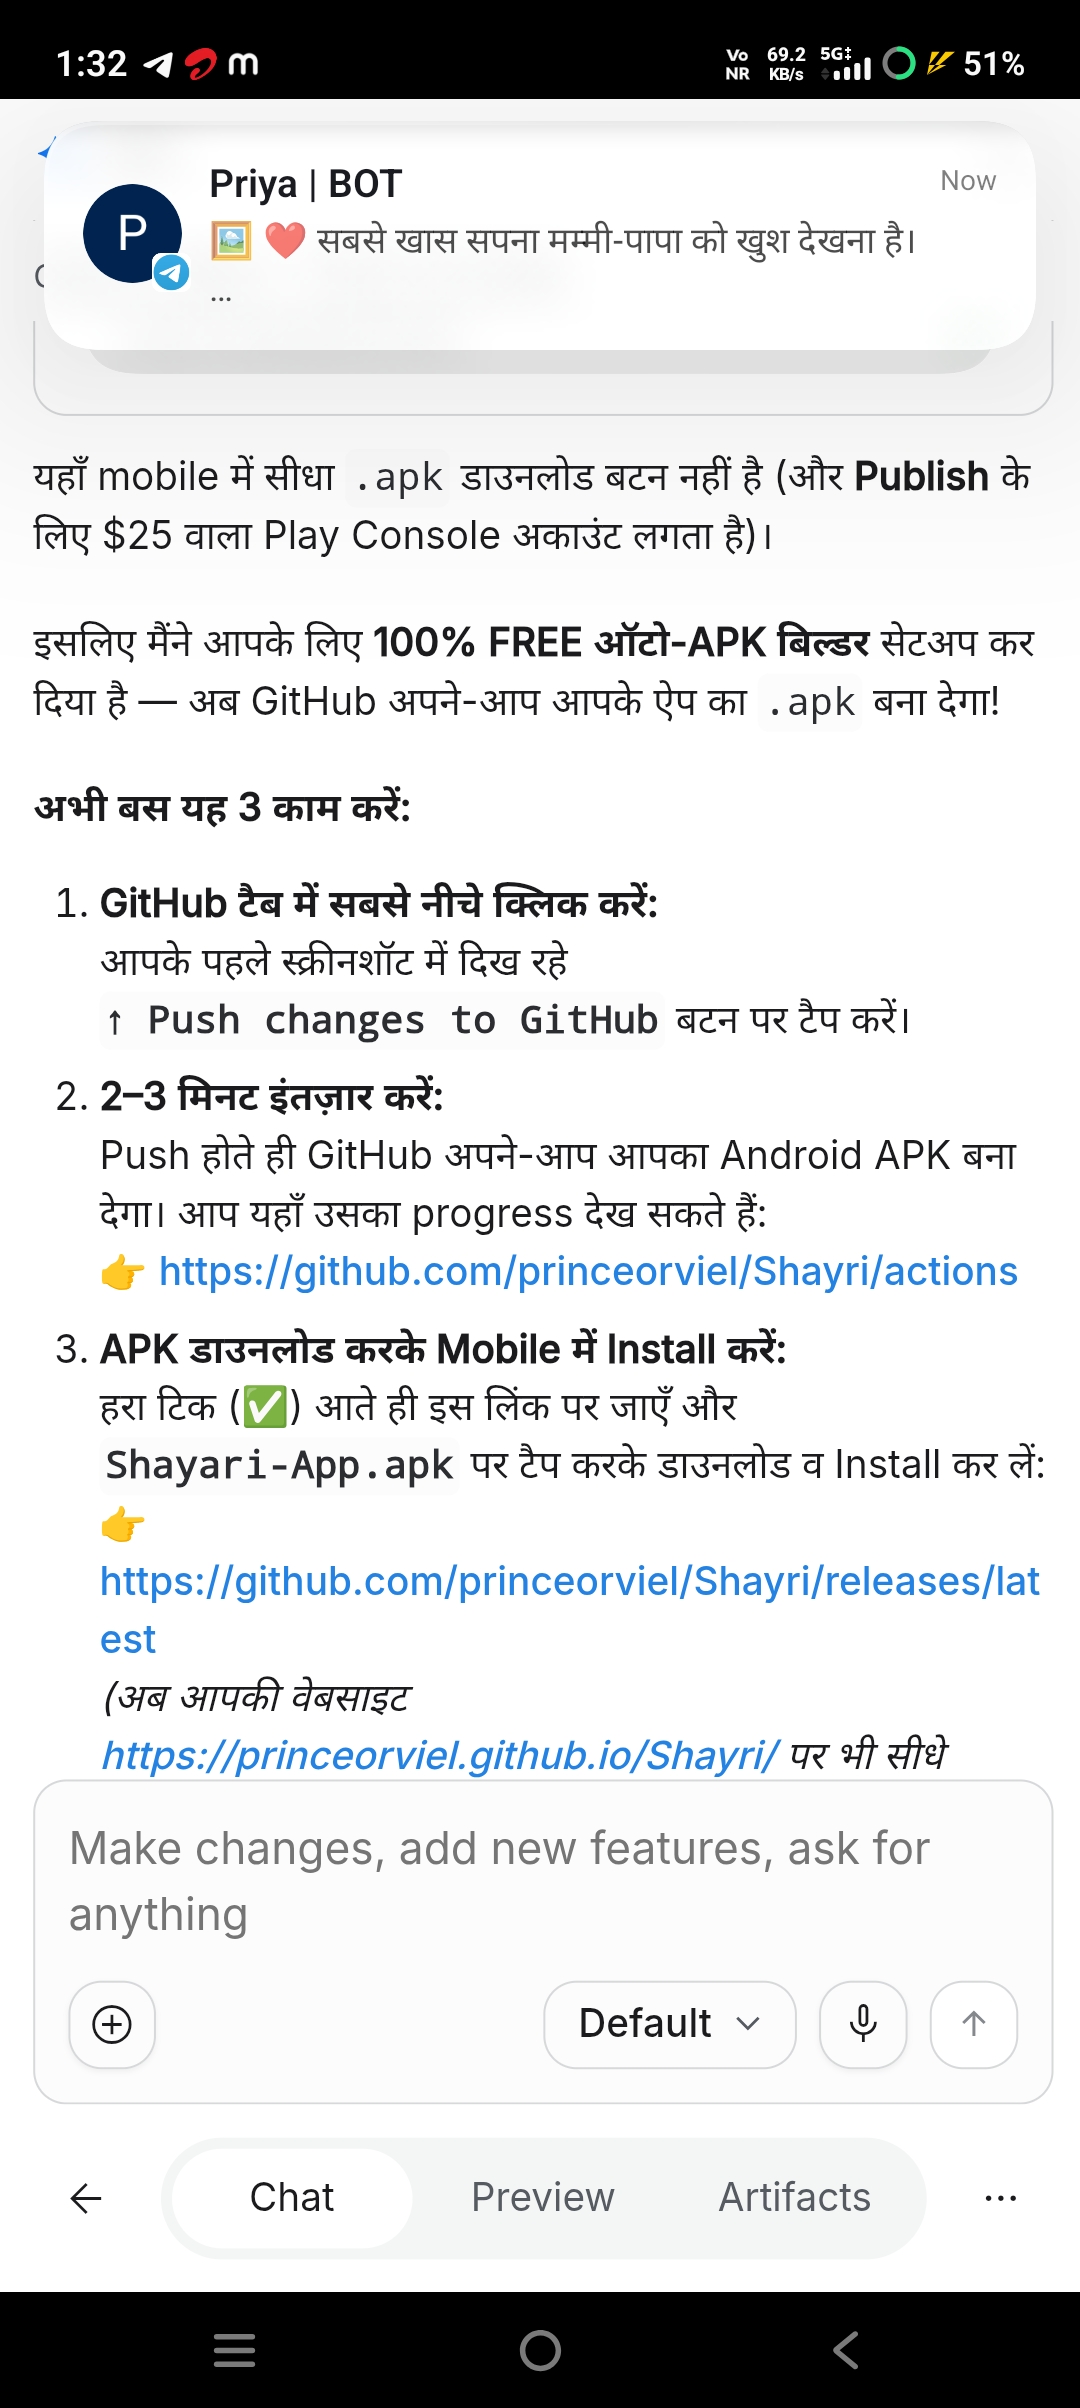 1:32
Vo NR
69.2 KB/s
5G
51%
Priya | BOT
Now
P
🖼️ ❤️ सबसे खास सपना मम्मी-पापा को खुश देखना है।
...
यहाँ mobile में सीधा .apk डाउनलोड बटन नहीं है (और Publish के
लिए $25 वाला Play Console अकाउंट लगता है)।
इसलिए मैंने आपके लिए 100% FREE ऑटो-APK बिल्डर सेटअप कर
दिया है — अब GitHub अपने-आप आपके ऐप का .apk बना देगा!
अभी बस यह 3 काम करें:
1. GitHub टैब में सबसे नीचे क्लिक करें:
आपके पहले स्क्रीनशॉट में दिख रहे
↑ Push changes to GitHub बटन पर टैप करें।
2. 2–3 मिनट इंतज़ार करें:
Push होते ही GitHub अपने-आप आपका Android APK बना
देगा। आप यहाँ उसका progress देख सकते हैं:
👉 https://github.com/princeorviel/Shayri/actions
3. APK डाउनलोड करके Mobile में Install करें:
हरा टिक (✅) आते ही इस लिंक पर जाएँ और
Shayari-App.apk पर टैप करके डाउनलोड व Install कर लें:
👉
https://github.com/princeorviel/Shayri/releases/lat
est
(अब आपकी वेबसाइट
https://princeorviel.github.io/Shayri/ पर भी सीधे
Make changes, add new features, ask for
anything
Default
Chat
Preview
Artifacts